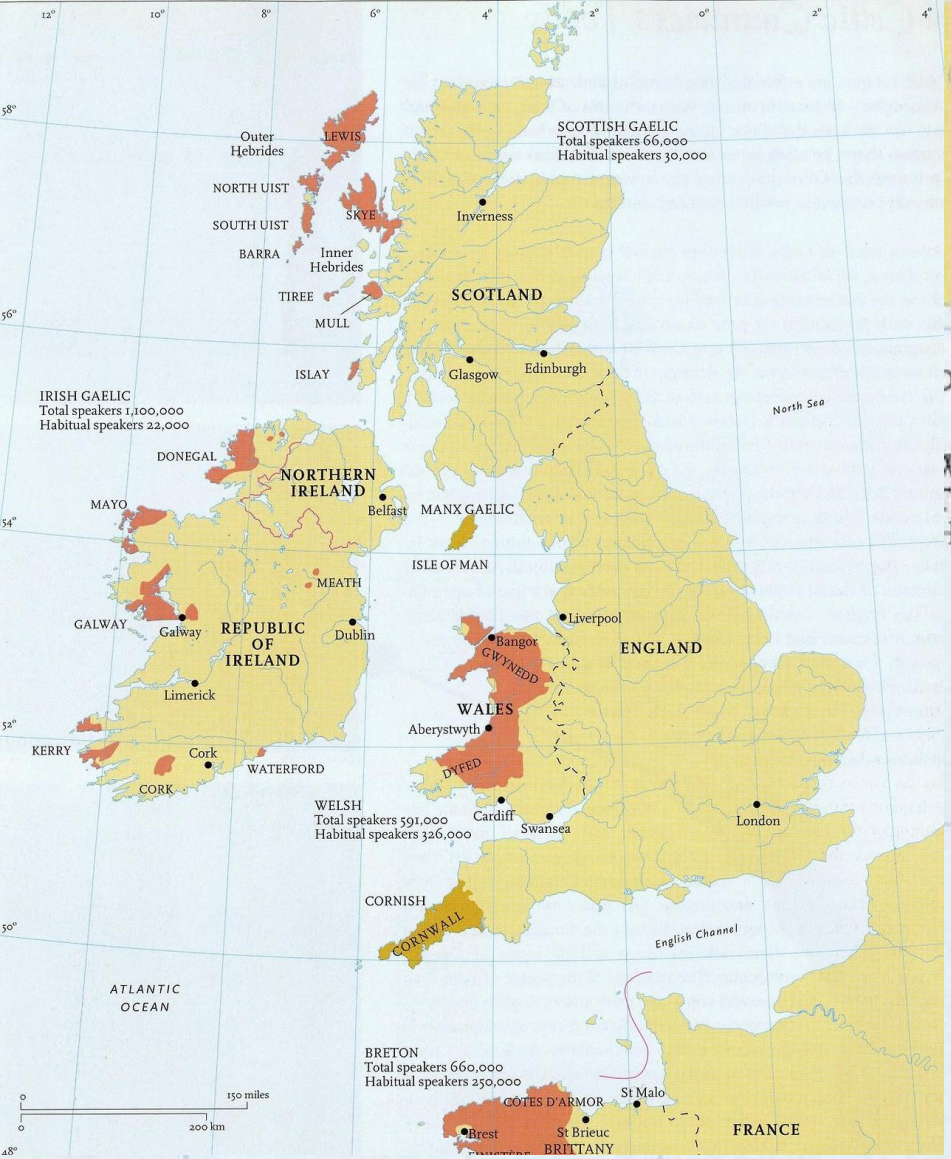 12°
10°
8°
6°
4°
2°
0°
2°
4°
58°
Outer
Hebrides
LEWIS
SCOTTISH GAELIC
Total speakers 66,000
Habitual speakers 30,000
NORTH UIST
SOUTH UIST
SKYE
Inverness
BARRA
Inner
Hebrides
TIREE
SCOTLAND
MULL
56°
ISLAY
Glasgow
Edinburgh
IRISH GAELIC
Total speakers 1,100,000
Habitual speakers 22,000
North Sea
DONEGAL
NORTHERN
IRELAND
MAYO
Belfast
MANX GAELIC
54°
ISLE OF MAN
MEATH
GALWAY
Galway
REPUBLIC
OF
IRELAND
Dublin
Liverpool
Bangor
GWYNEDD
ENGLAND
Limerick
WALES
52°
Aberystwyth
KERRY
Cork
WATERFORD
DYFED
CORK
WELSH
Total speakers 591,000
Habitual speakers 326,000
Cardiff
Swansea
London
CORNISH
CORNWALL
50°
English Channel
ATLANTIC
OCEAN
BRETON
Total speakers 660,000
Habitual speakers 250,000
0
150 miles
0
200 km
CÔTES D'ARMOR
St Malo
Brest
St Brieuc
FRANCE
BRITTANY
FINISTÈRE
48°